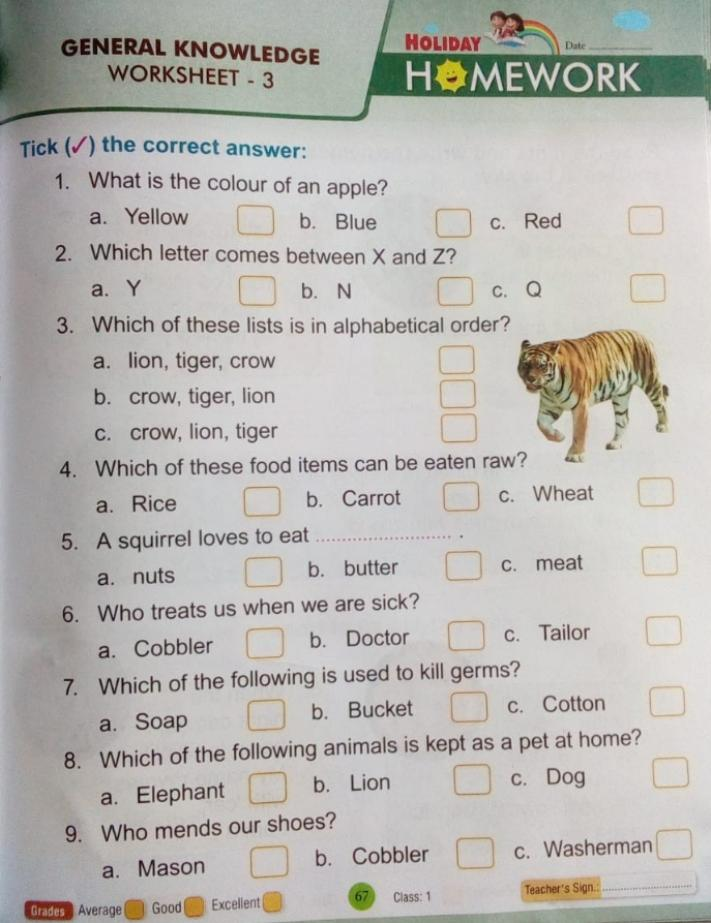 GENERAL KNOWLEDGE
WORKSHEET - 3
HOLIDAY
HOMEWORK
Date
Tick (✓) the correct answer:
1. What is the colour of an apple?
a. Yellow b. Blue c. Red
2. Which letter comes between X and Z?
a. Y b. N c. Q
3. Which of these lists is in alphabetical order?
a. lion, tiger, crow
b. crow, tiger, lion
c. crow, lion, tiger
4. Which of these food items can be eaten raw?
a. Rice b. Carrot c. Wheat
5. A squirrel loves to eat .......................... .
a. nuts b. butter c. meat
6. Who treats us when we are sick?
a. Cobbler b. Doctor c. Tailor
7. Which of the following is used to kill germs?
a. Soap b. Bucket c. Cotton
8. Which of the following animals is kept as a pet at home?
a. Elephant b. Lion c. Dog
9. Who mends our shoes?
a. Mason b. Cobbler c. Washerman
Grades Average Good Excellent 67 Class: 1 Teacher's Sign.: ..........................